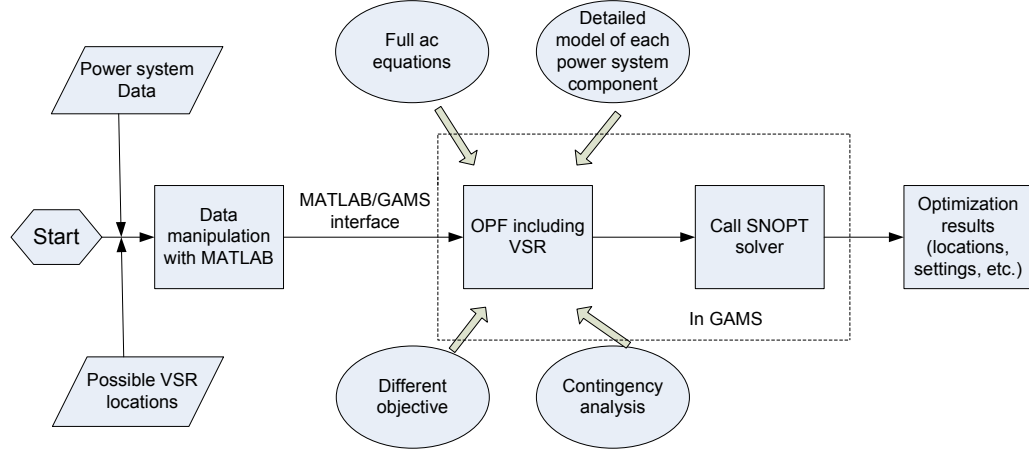 Power system
Data
Full ac
equations
Detailed
model of each
power system
component
Start
Data
manipulation
with MATLAB
MATLAB/GAMS
interface
OPF including
VSR
Call SNOPT
solver
Optimization
results
(locations,
settings, etc.)
In GAMS
Possible VSR
locations
Different
objective
Contingency
analysis